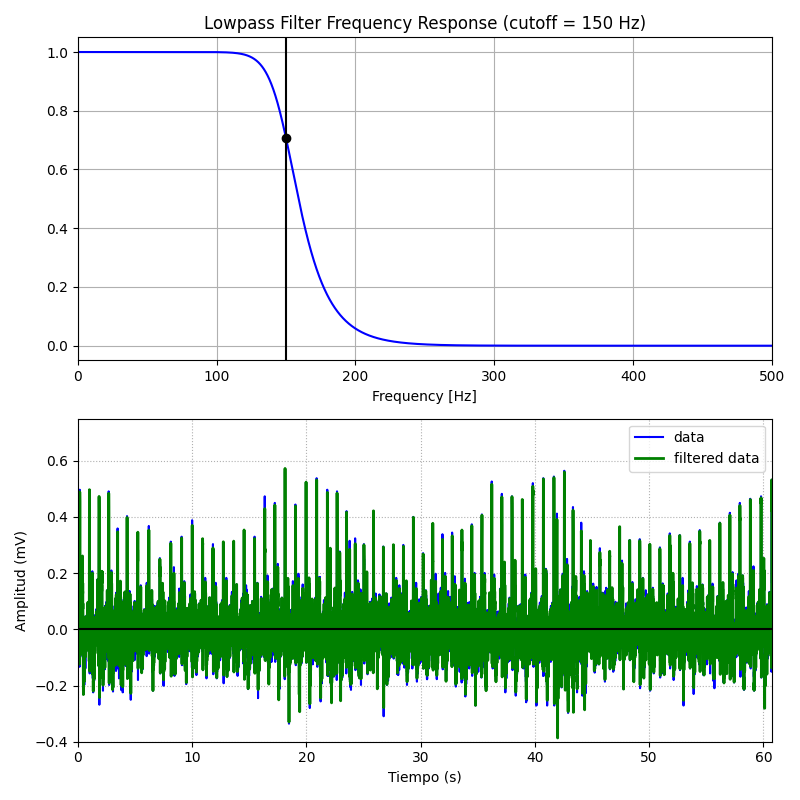 Lowpass Filter Frequency Response (cutoff = 150 Hz)
1.0
0.8
0.6
0.4
0.2
0.0
0 100 200 300 400 500
Frequency [Hz]
data
filtered data
Amplitud (mV)
0.6
0.4
0.2
0.0
−0.2
−0.4
0 10 20 30 40 50 60
Tiempo (s)